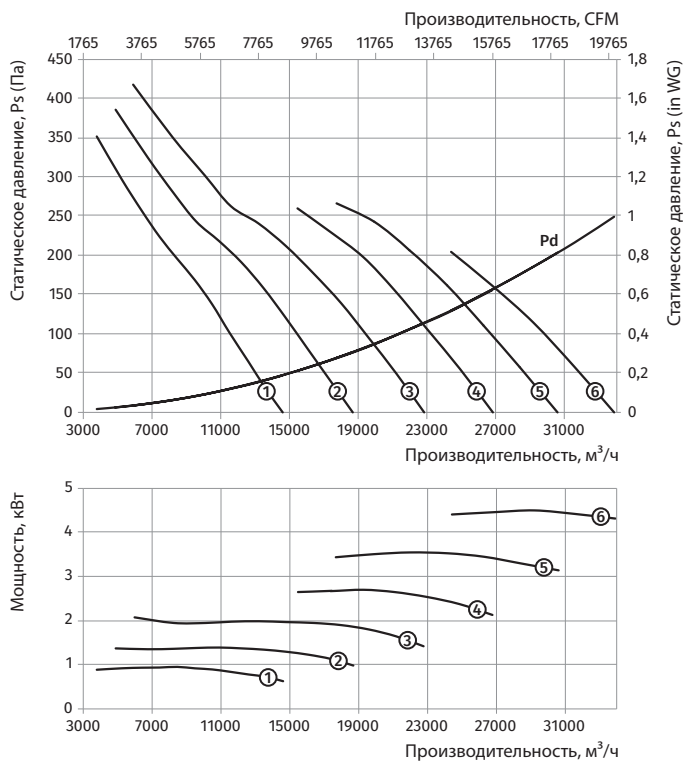 Производительность, CFM
1765 3765 5765 7765 9765 11765 13765 15765 17765 19765
Статическое давление, Ps (Па)
450
400
350
300
250
200
150
100
50
0
1,8
1,6
1,4
1,2
1
0,8
0,6
0,4
0,2
0
Статическое давление, Ps (in WG)
Pd
1 2 3 4 5 6
3000 7000 11000 15000 19000 23000 27000 31000
Производительность, м³/ч
Мощность, кВт
5
4
3
2
1
0
6
5
4
3
2
1
3000 7000 11000 15000 19000 23000 27000 31000
Производительность, м³/ч